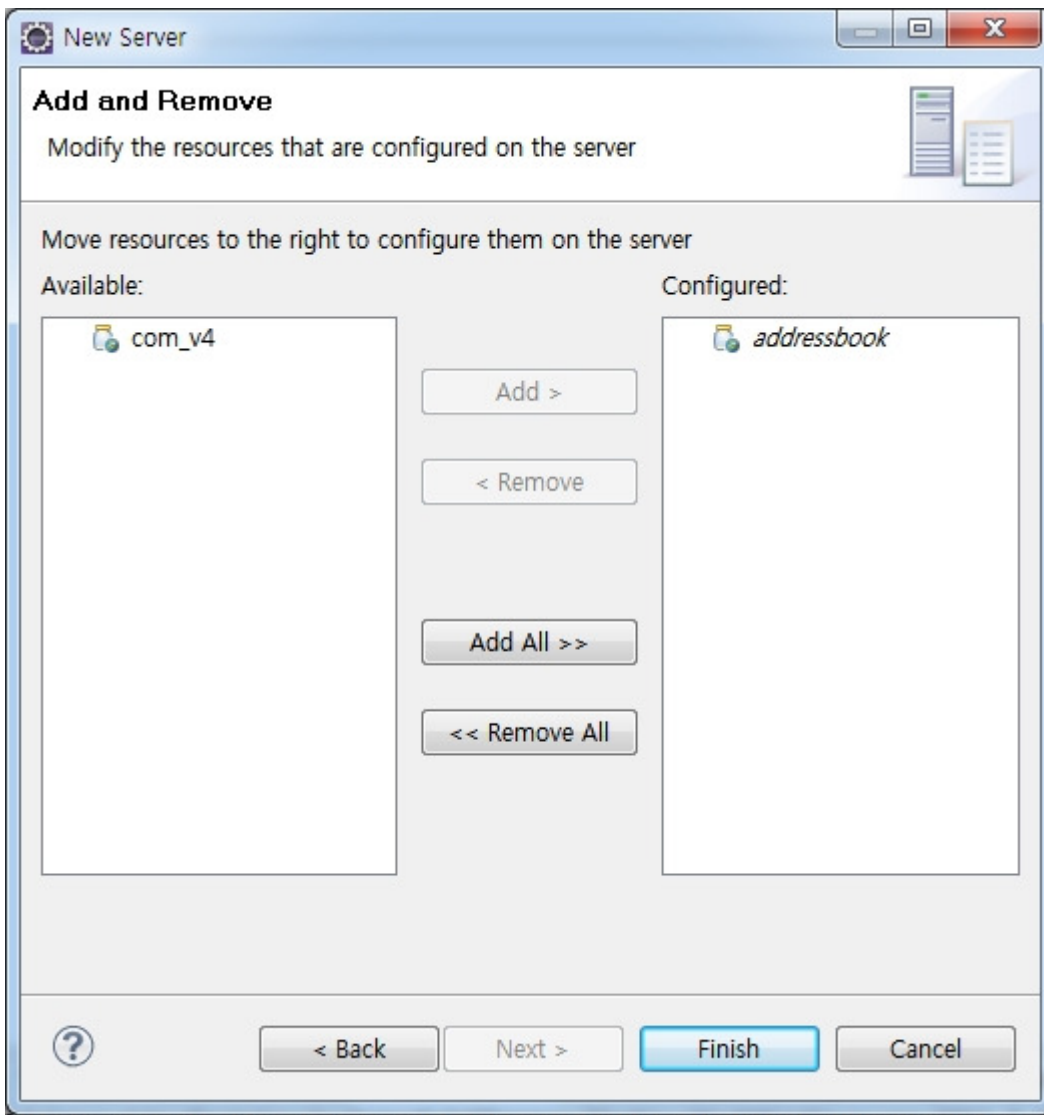 New Server
Add and Remove
Modify the resources that are configured on the server
Move resources to the right to configure them on the server
Available:
Configured:
com_v4
addressbook
Add >
< Remove
Add All >>
<< Remove All
?
< Back
Next >
Finish
Cancel